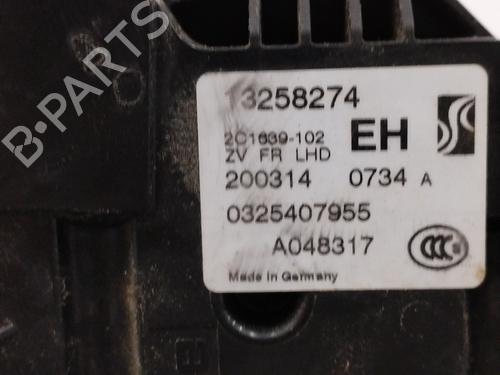 B-PARTS
13258274
2C1639-102 EH
ZV FR LHD
200314 0734 A
0325407955
A048317
Made in Germany